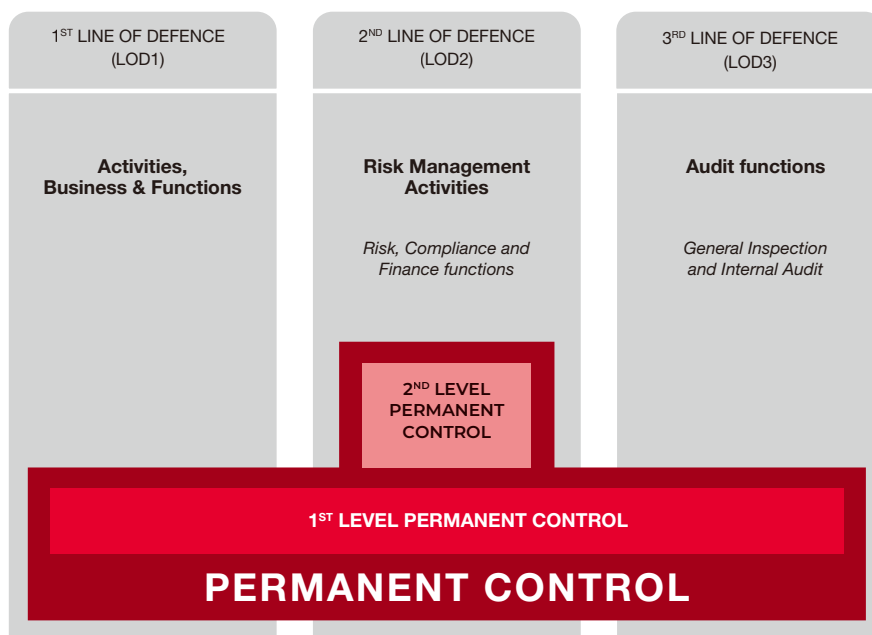 1ST LINE OF DEFENCE
(LOD1)
2ND LINE OF DEFENCE
(LOD2)
3RD LINE OF DEFENCE
(LOD3)
Activities,
Business & Functions
Risk Management
Activities
Risk, Compliance and
Finance functions
Audit functions
General Inspection
and Internal Audit
2ND LEVEL
PERMANENT
CONTROL
1ST LEVEL PERMANENT CONTROL
PERMANENT CONTROL